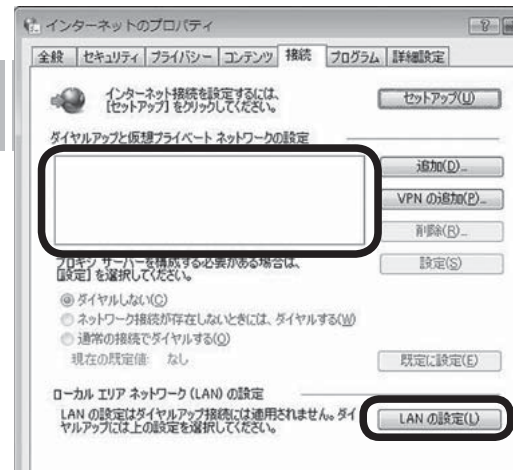 インターネットのプロパティ
全般 セキュリティ プライバシー コンテンツ 接続 プログラム 詳細設定
インターネット接続を設定するには、
[セットアップ] をクリックしてください。
セットアップ(U)
ダイヤルアップと仮想プライベート ネットワークの設定
追加(D)...
VPN の追加(P)...
削除(R)...
プロキシ サーバーを構成する必要がある場合は、
[設定] を選択してください。
設定(S)
ダイヤルしない(C)
ネットワーク接続が存在しないときには、ダイヤルする(W)
通常の接続でダイヤルする(O)
現在の既定値: なし
既定に設定(E)
ローカル エリア ネットワーク (LAN) の設定
LAN の設定はダイヤルアップ接続には適用されません。ダイ
ヤルアップには上の設定を選択してください。
LAN の設定(L)